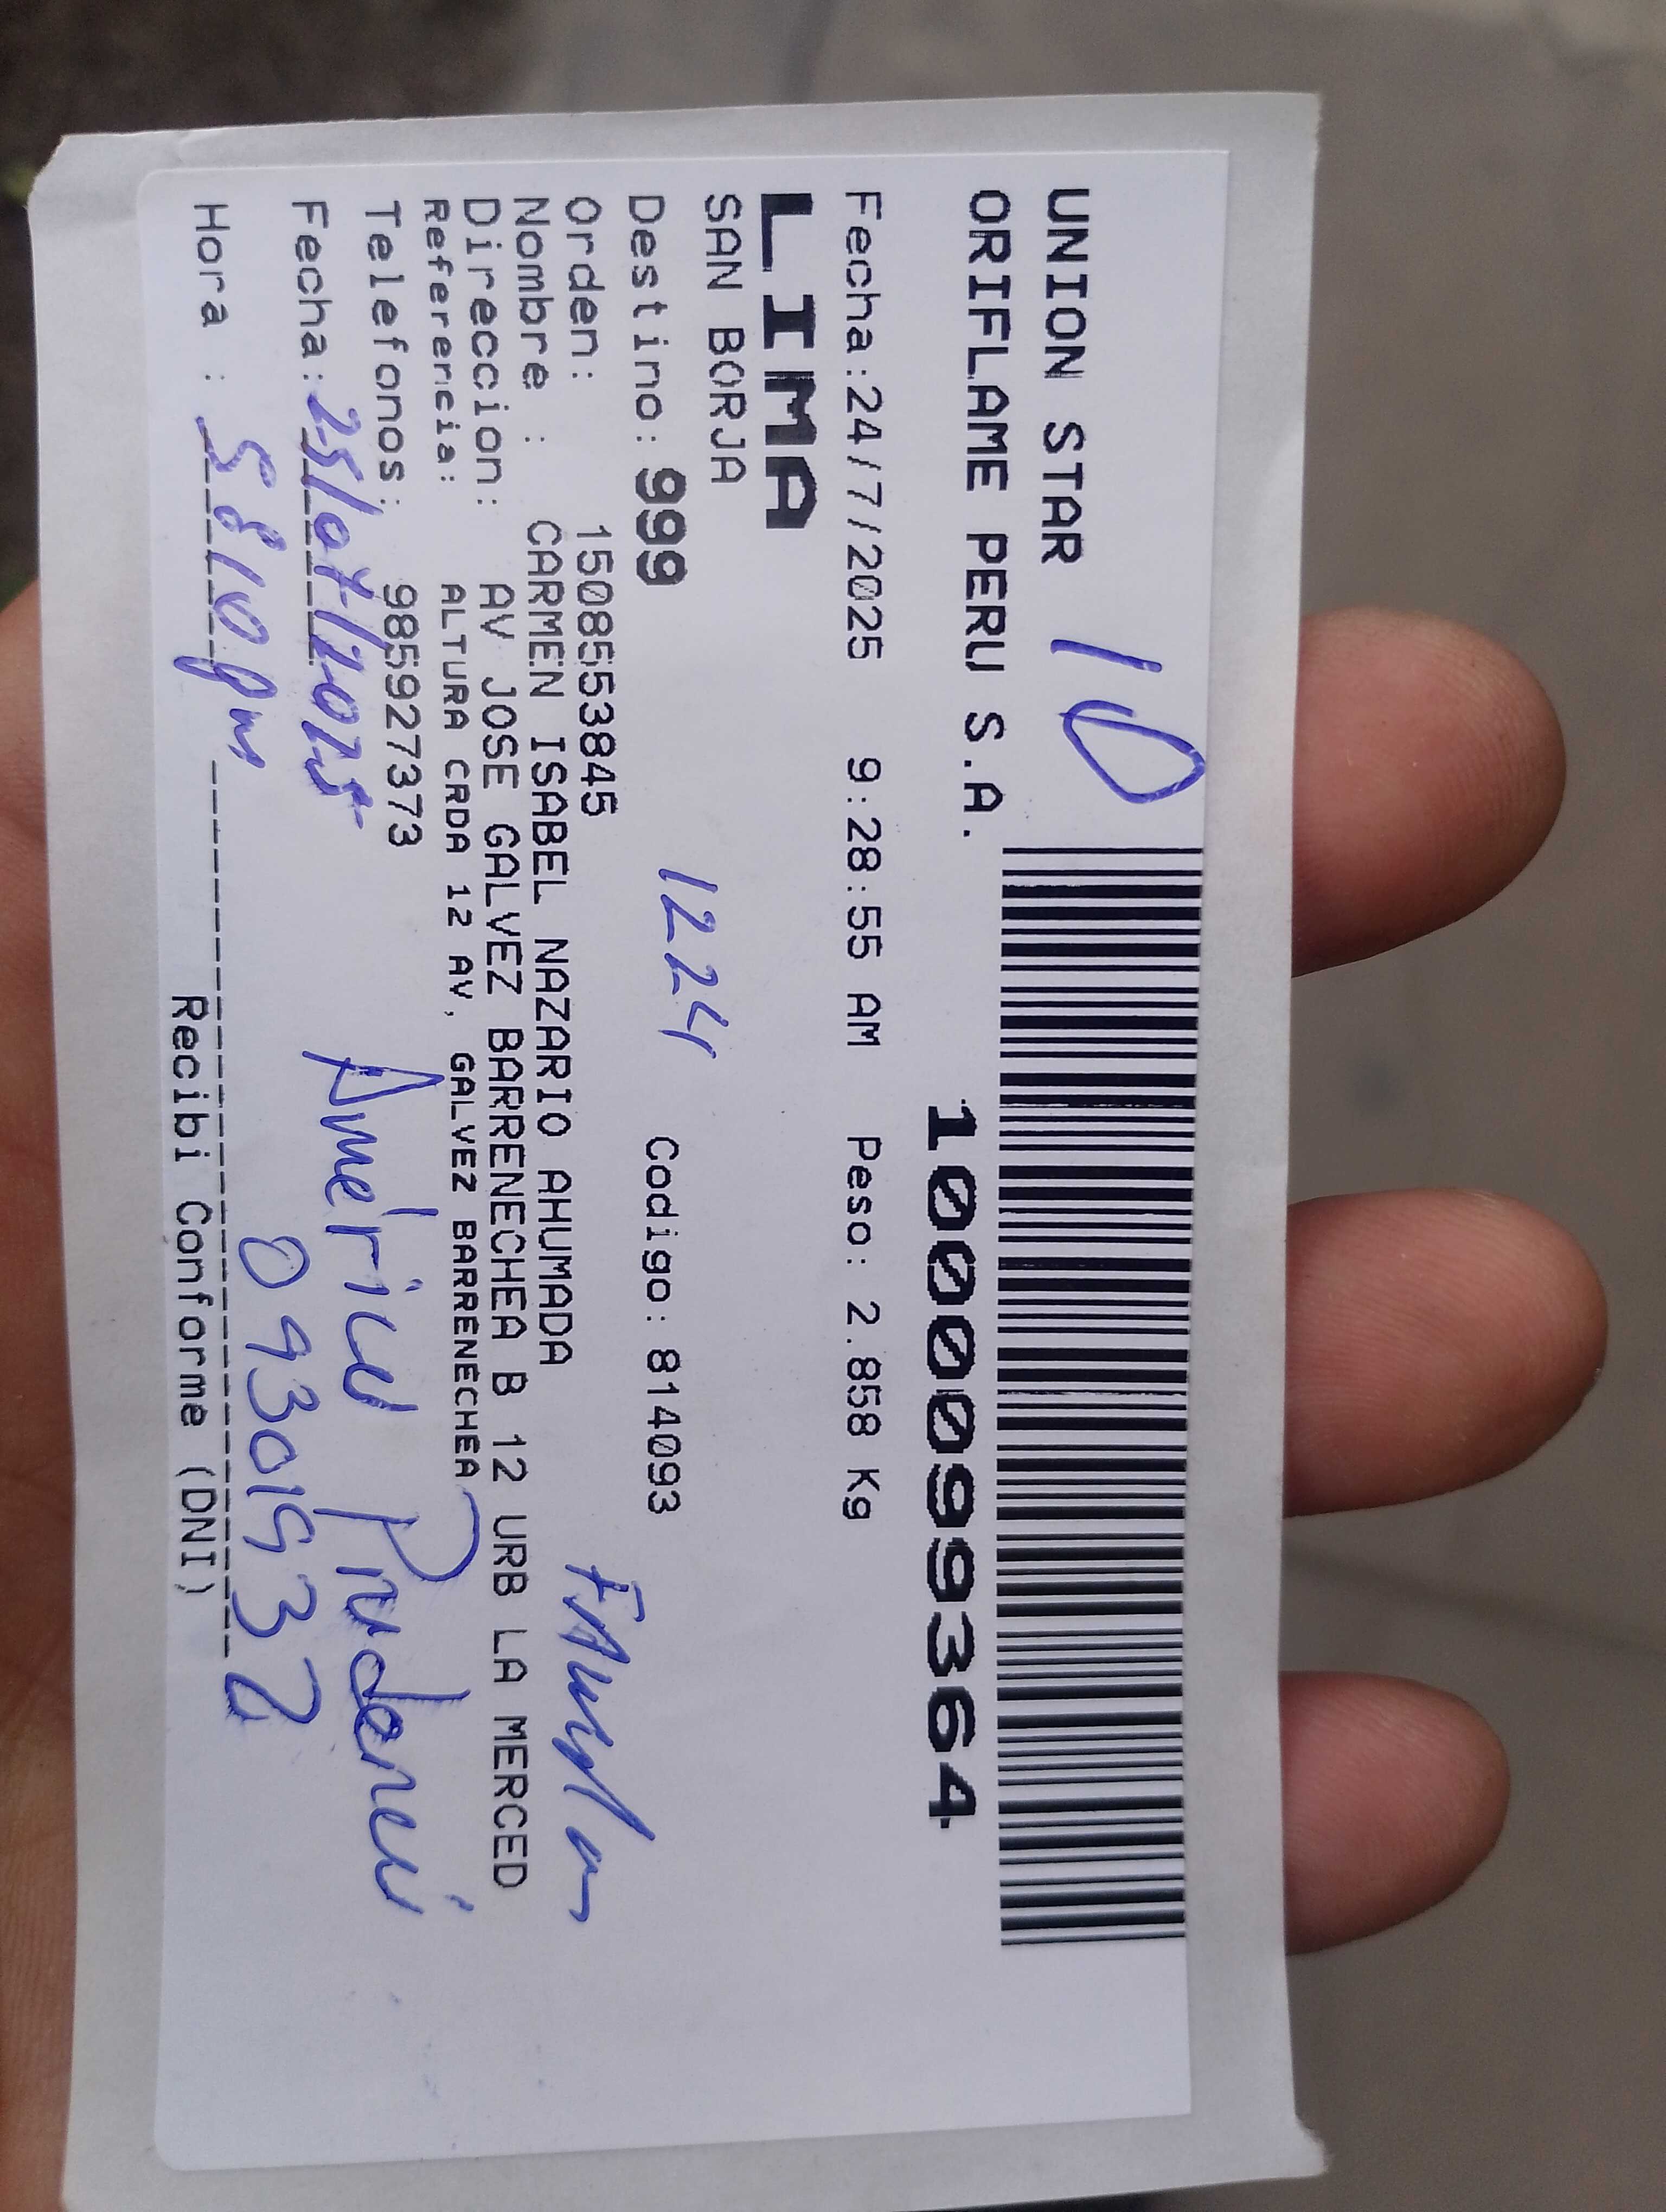 UNION STAR 10
ORIFLAME PERU S.A.
1000099364
Fecha:24/7/2025 9:28:55 AM Peso: 2.858 Kg
LIMA
SAN BORJA
1224
Destino: 999 Codigo: 814093
Orden: 1508553845
Nombre : CARMEN ISABEL NAZARIO AHUMADA
Direccion: AV JOSE GALVEZ BARRENECHEA B 12 URB LA MERCED
Referencia: ALTURA CRDA 12 AV, GALVEZ BARRENECHEA
Telefonos: 985927373
Fecha: 25/07/2025 Américo
Hora : 5:10 pm
Recibi Conforme (DNI)